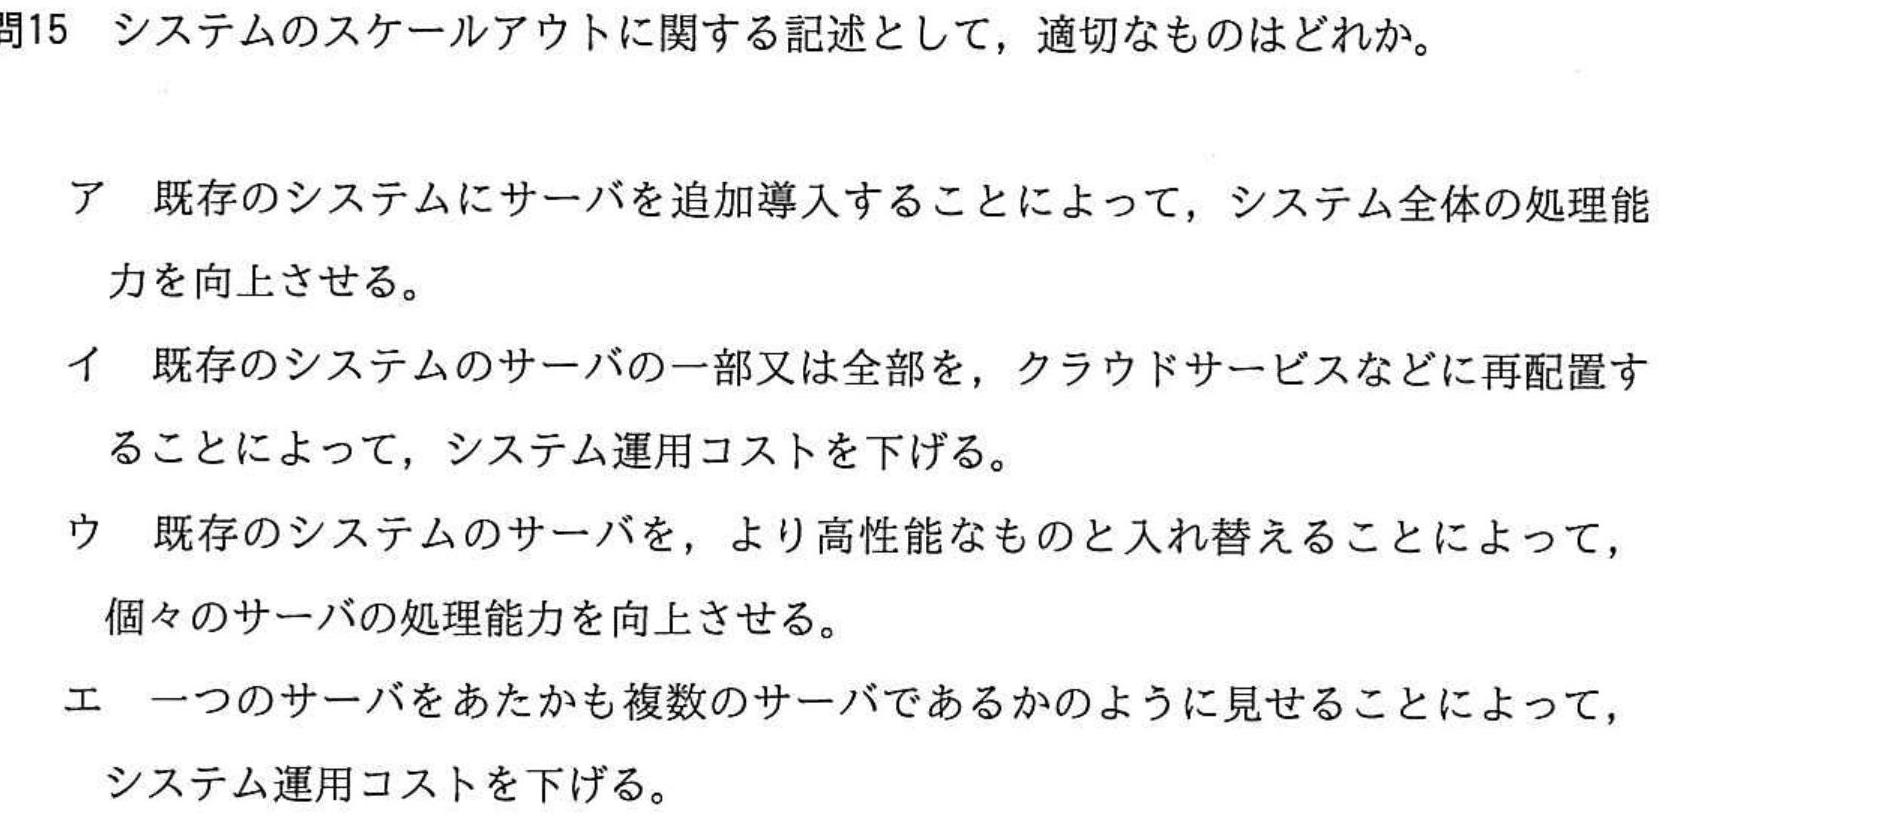 問15 システムのスケールアウトに関する記述として，適切なものはどれか。
ア 既存のシステムにサーバを追加導入することによって，システム全体の処理能
力を向上させる。
イ 既存のシステムのサーバの一部又は全部を，クラウドサービスなどに再配置す
ることによって，システム運用コストを下げる。
ウ 既存のシステムのサーバを，より高性能なものと入れ替えることによって，
個々のサーバの処理能力を向上させる。
エ 一つのサーバをあたかも複数のサーバであるかのように見せることによって，
システム運用コストを下げる。